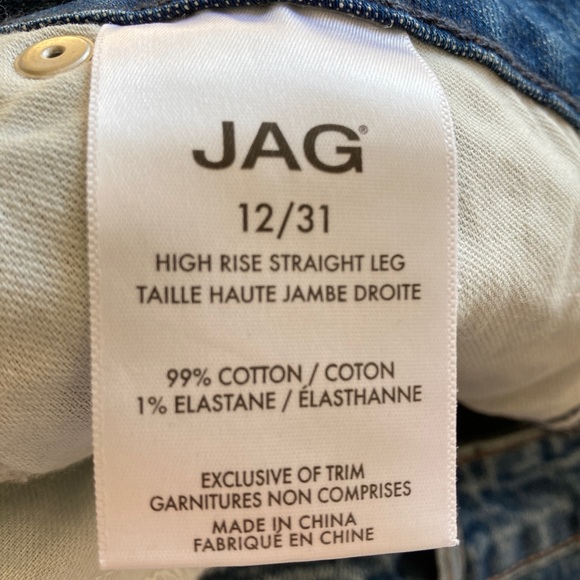 JAG®
12/31
HIGH RISE STRAIGHT LEG
TAILLE HAUTE JAMBE DROITE
99% COTTON / COTON
1% ELASTANE / ÉLASTHANNE
EXCLUSIVE OF TRIM
GARNITURES NON COMPRISES
MADE IN CHINA
FABRIQUÉ EN CHINE